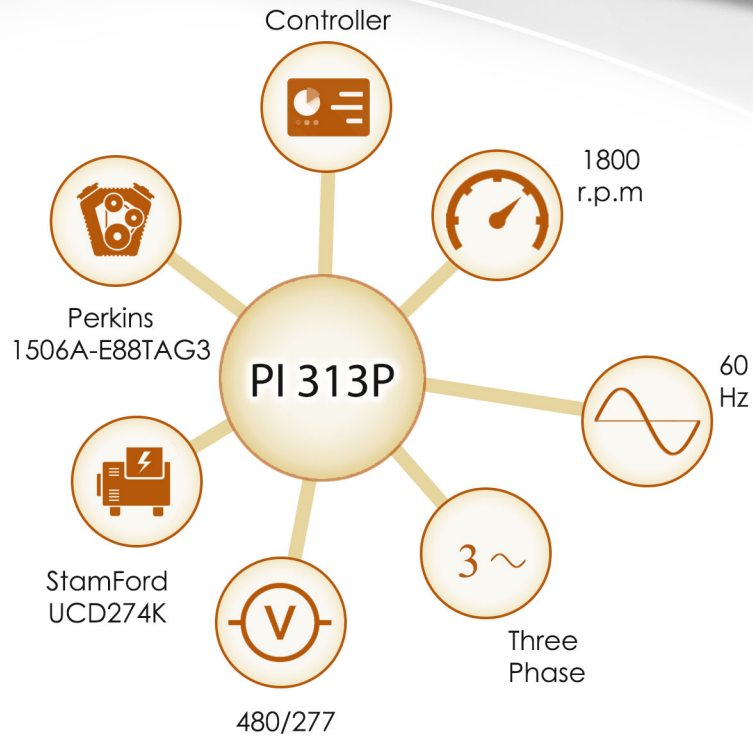 Controller
1800
r.p.m
Perkins
1506A-E88TAG3
PI 313P
60
Hz
StamFord
UCD274K
3~
V
Three
Phase
480/277